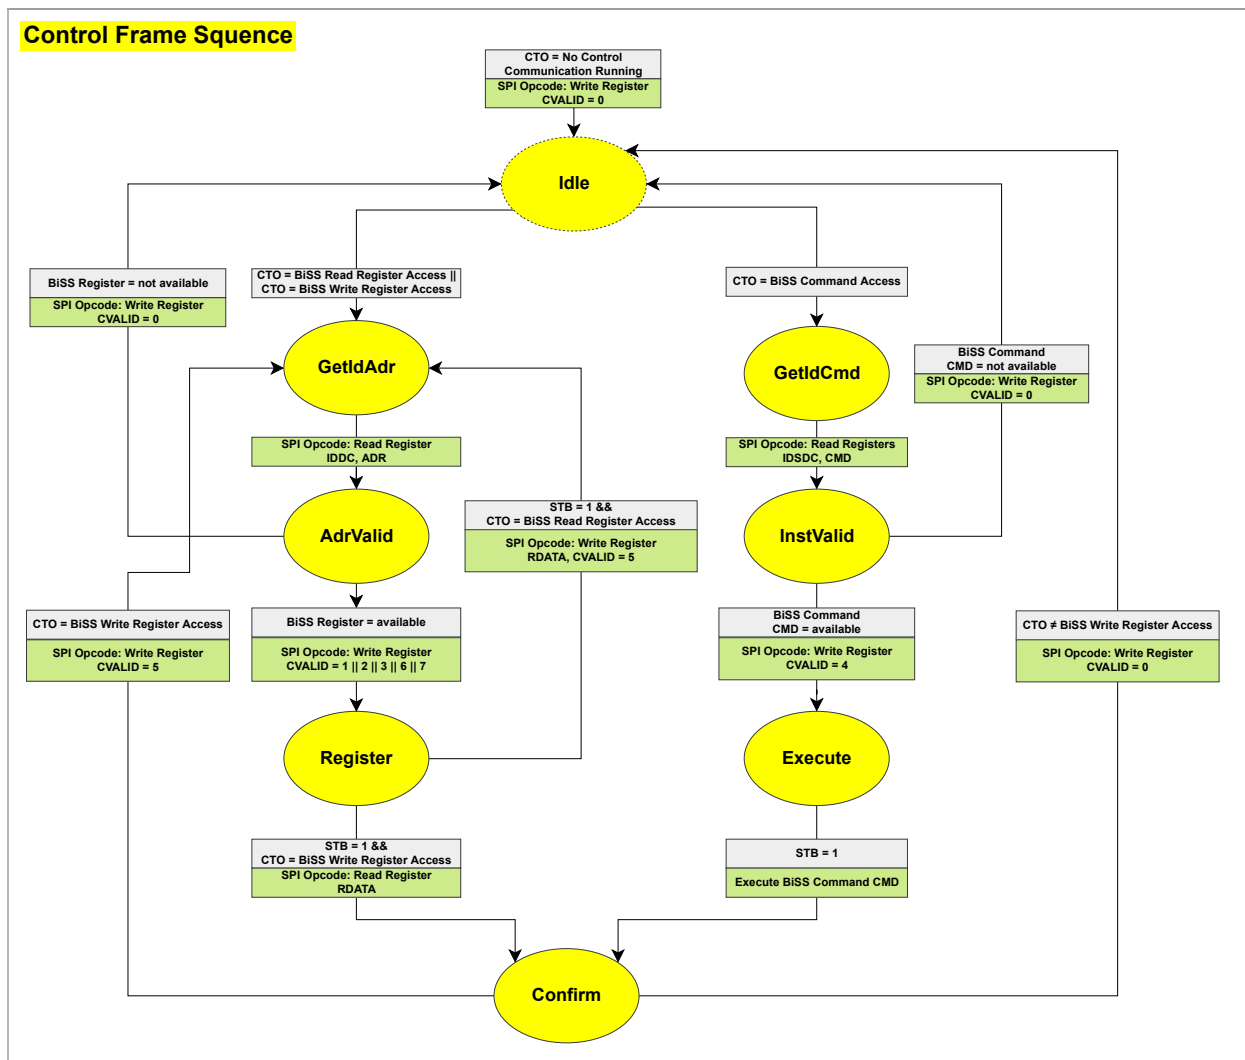 Control Frame Squence
CTO = No Control
Communication Running
SPI Opcode: Write Register
CVALID = 0
Idle
BiSS Register = not available
SPI Opcode: Write Register
CVALID = 0
CTO = BiSS Read Register Access ||
CTO = BiSS Write Register Access
CTO = BiSS Command Access
GetIdAdr
GetIdCmd
BiSS Command
CMD = not available
SPI Opcode: Write Register
CVALID = 0
SPI Opcode: Read Register
IDDC, ADR
SPI Opcode: Read Registers
IDSDC, CMD
AdrValid
STB = 1 &&
CTO = BiSS Read Register Access
SPI Opcode: Write Register
RDATA, CVALID = 5
InstValid
CTO = BiSS Write Register Access
SPI Opcode: Write Register
CVALID = 5
BiSS Register = available
SPI Opcode: Write Register
CVALID = 1 || 2 || 3 || 6 || 7
BiSS Command
CMD = available
SPI Opcode: Write Register
CVALID = 4
CTO ≠ BiSS Write Register Access
SPI Opcode: Write Register
CVALID = 0
Register
Execute
STB = 1 &&
CTO = BiSS Write Register Access
SPI Opcode: Read Register
RDATA
STB = 1
Execute BiSS Command CMD
Confirm